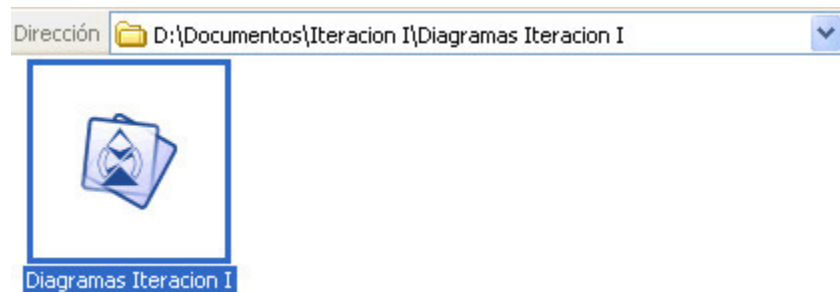 Dirección D:\Documentos\Iteracion I\Diagramas Iteracion I
Diagramas Iteracion I